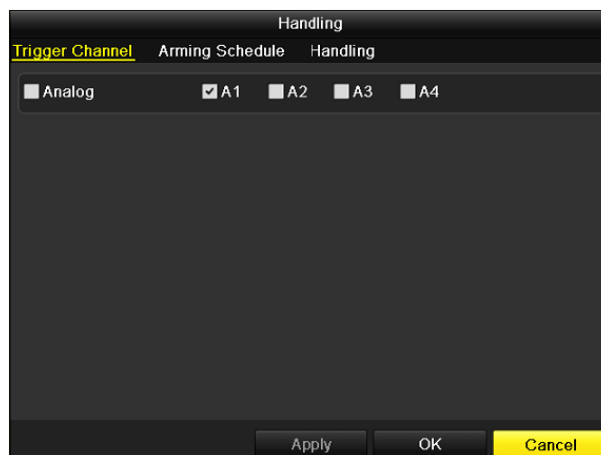 Handling
Trigger Channel Arming Schedule Handling
Analog A1 A2 A3 A4
Apply OK Cancel